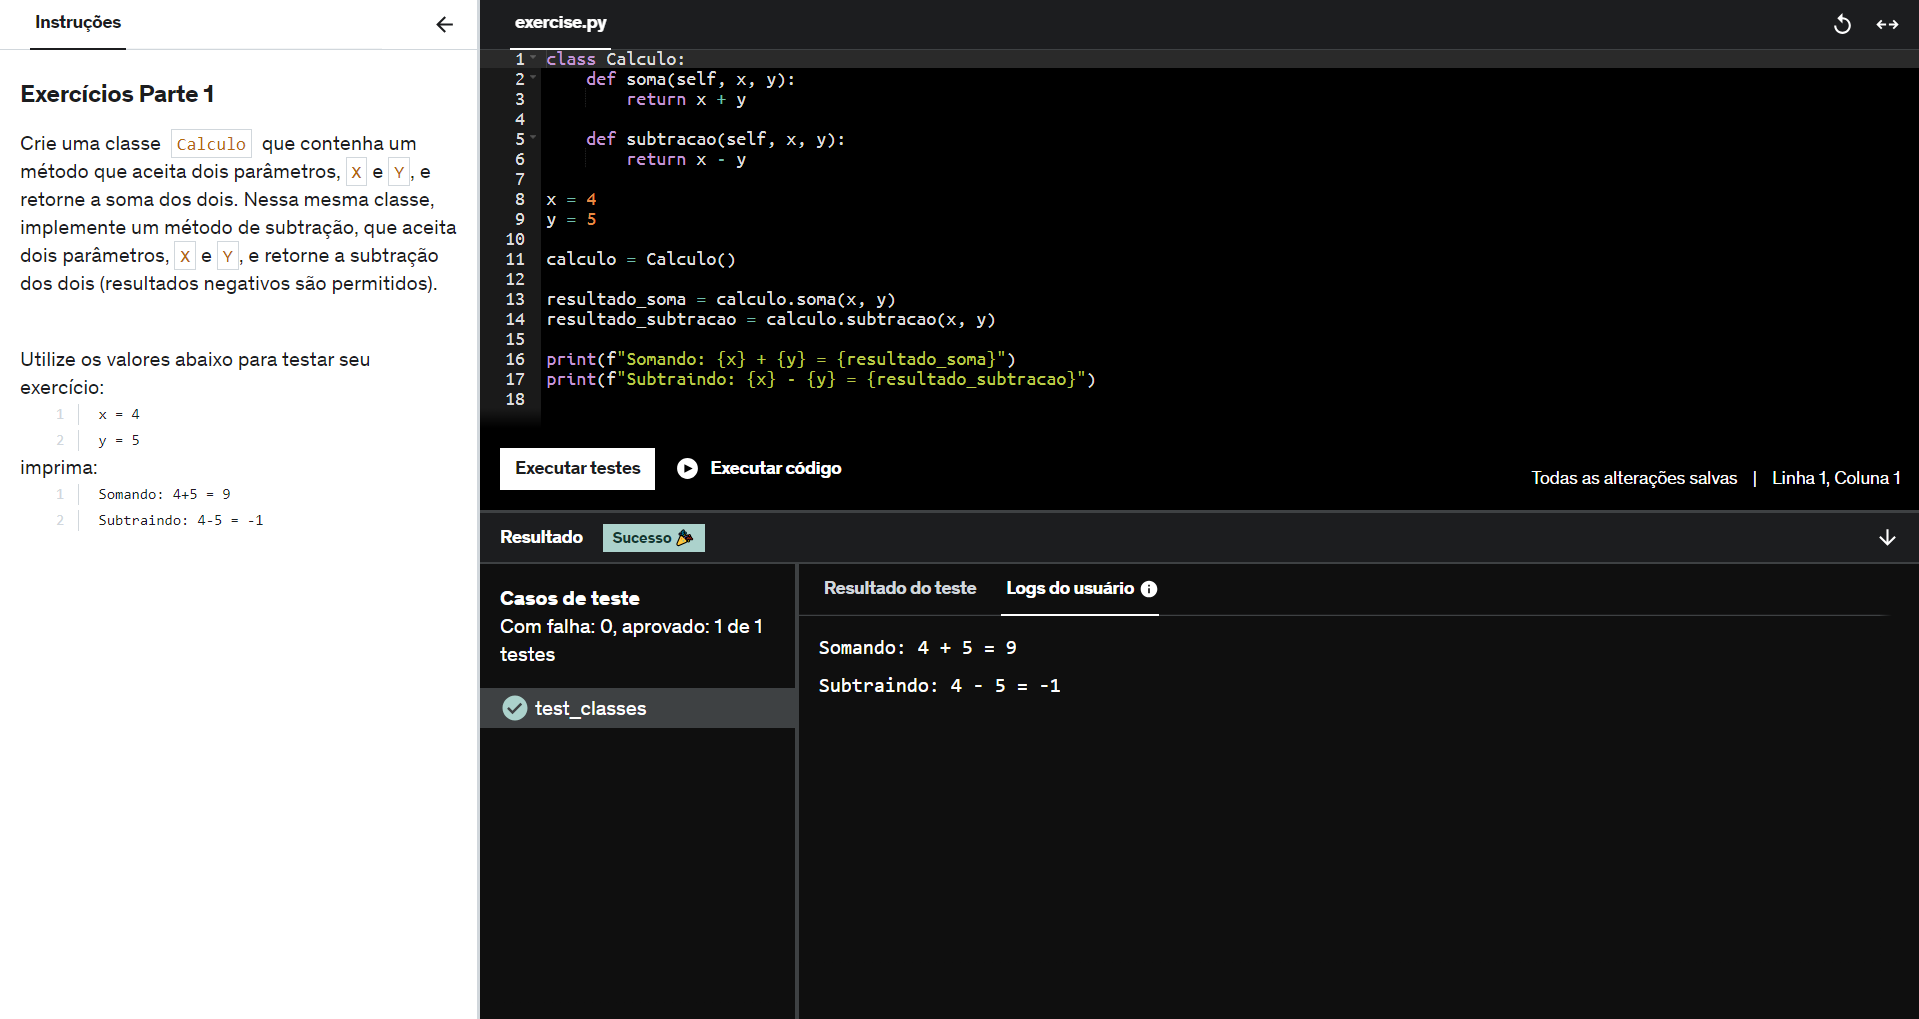 Instruções
Exercícios Parte 1
Crie uma classe Calculo que contenha um
método que aceita dois parâmetros, X e Y, e
retorne a soma dos dois. Nessa mesma classe,
implemente um método de subtração, que aceita
dois parâmetros, X e Y, e retorne a subtração
dos dois (resultados negativos são permitidos).
Utilize os valores abaixo para testar seu
exercício:
1 x = 4
2 y = 5
imprima:
1 Somando: 4+5 = 9
2 Subtraindo: 4-5 = -1
exercise.py
1 class Calculo:
2     def soma(self, x, y):
3         return x + y
4
5     def subtracao(self, x, y):
6         return x - y
7
8 x = 4
9 y = 5
10
11 calculo = Calculo()
12
13 resultado_soma = calculo.soma(x, y)
14 resultado_subtracao = calculo.subtracao(x, y)
15
16 print(f"Somando: {x} + {y} = {resultado_soma}")
17 print(f"Subtraindo: {x} - {y} = {resultado_subtracao}")
18
Executar testes Executar código
Todas as alterações salvas | Linha 1, Coluna 1
Resultado Sucesso
Casos de teste
Com falha: 0, aprovado: 1 de 1
testes
test_classes
Resultado do teste Logs do usuário
Somando: 4 + 5 = 9
Subtraindo: 4 - 5 = -1